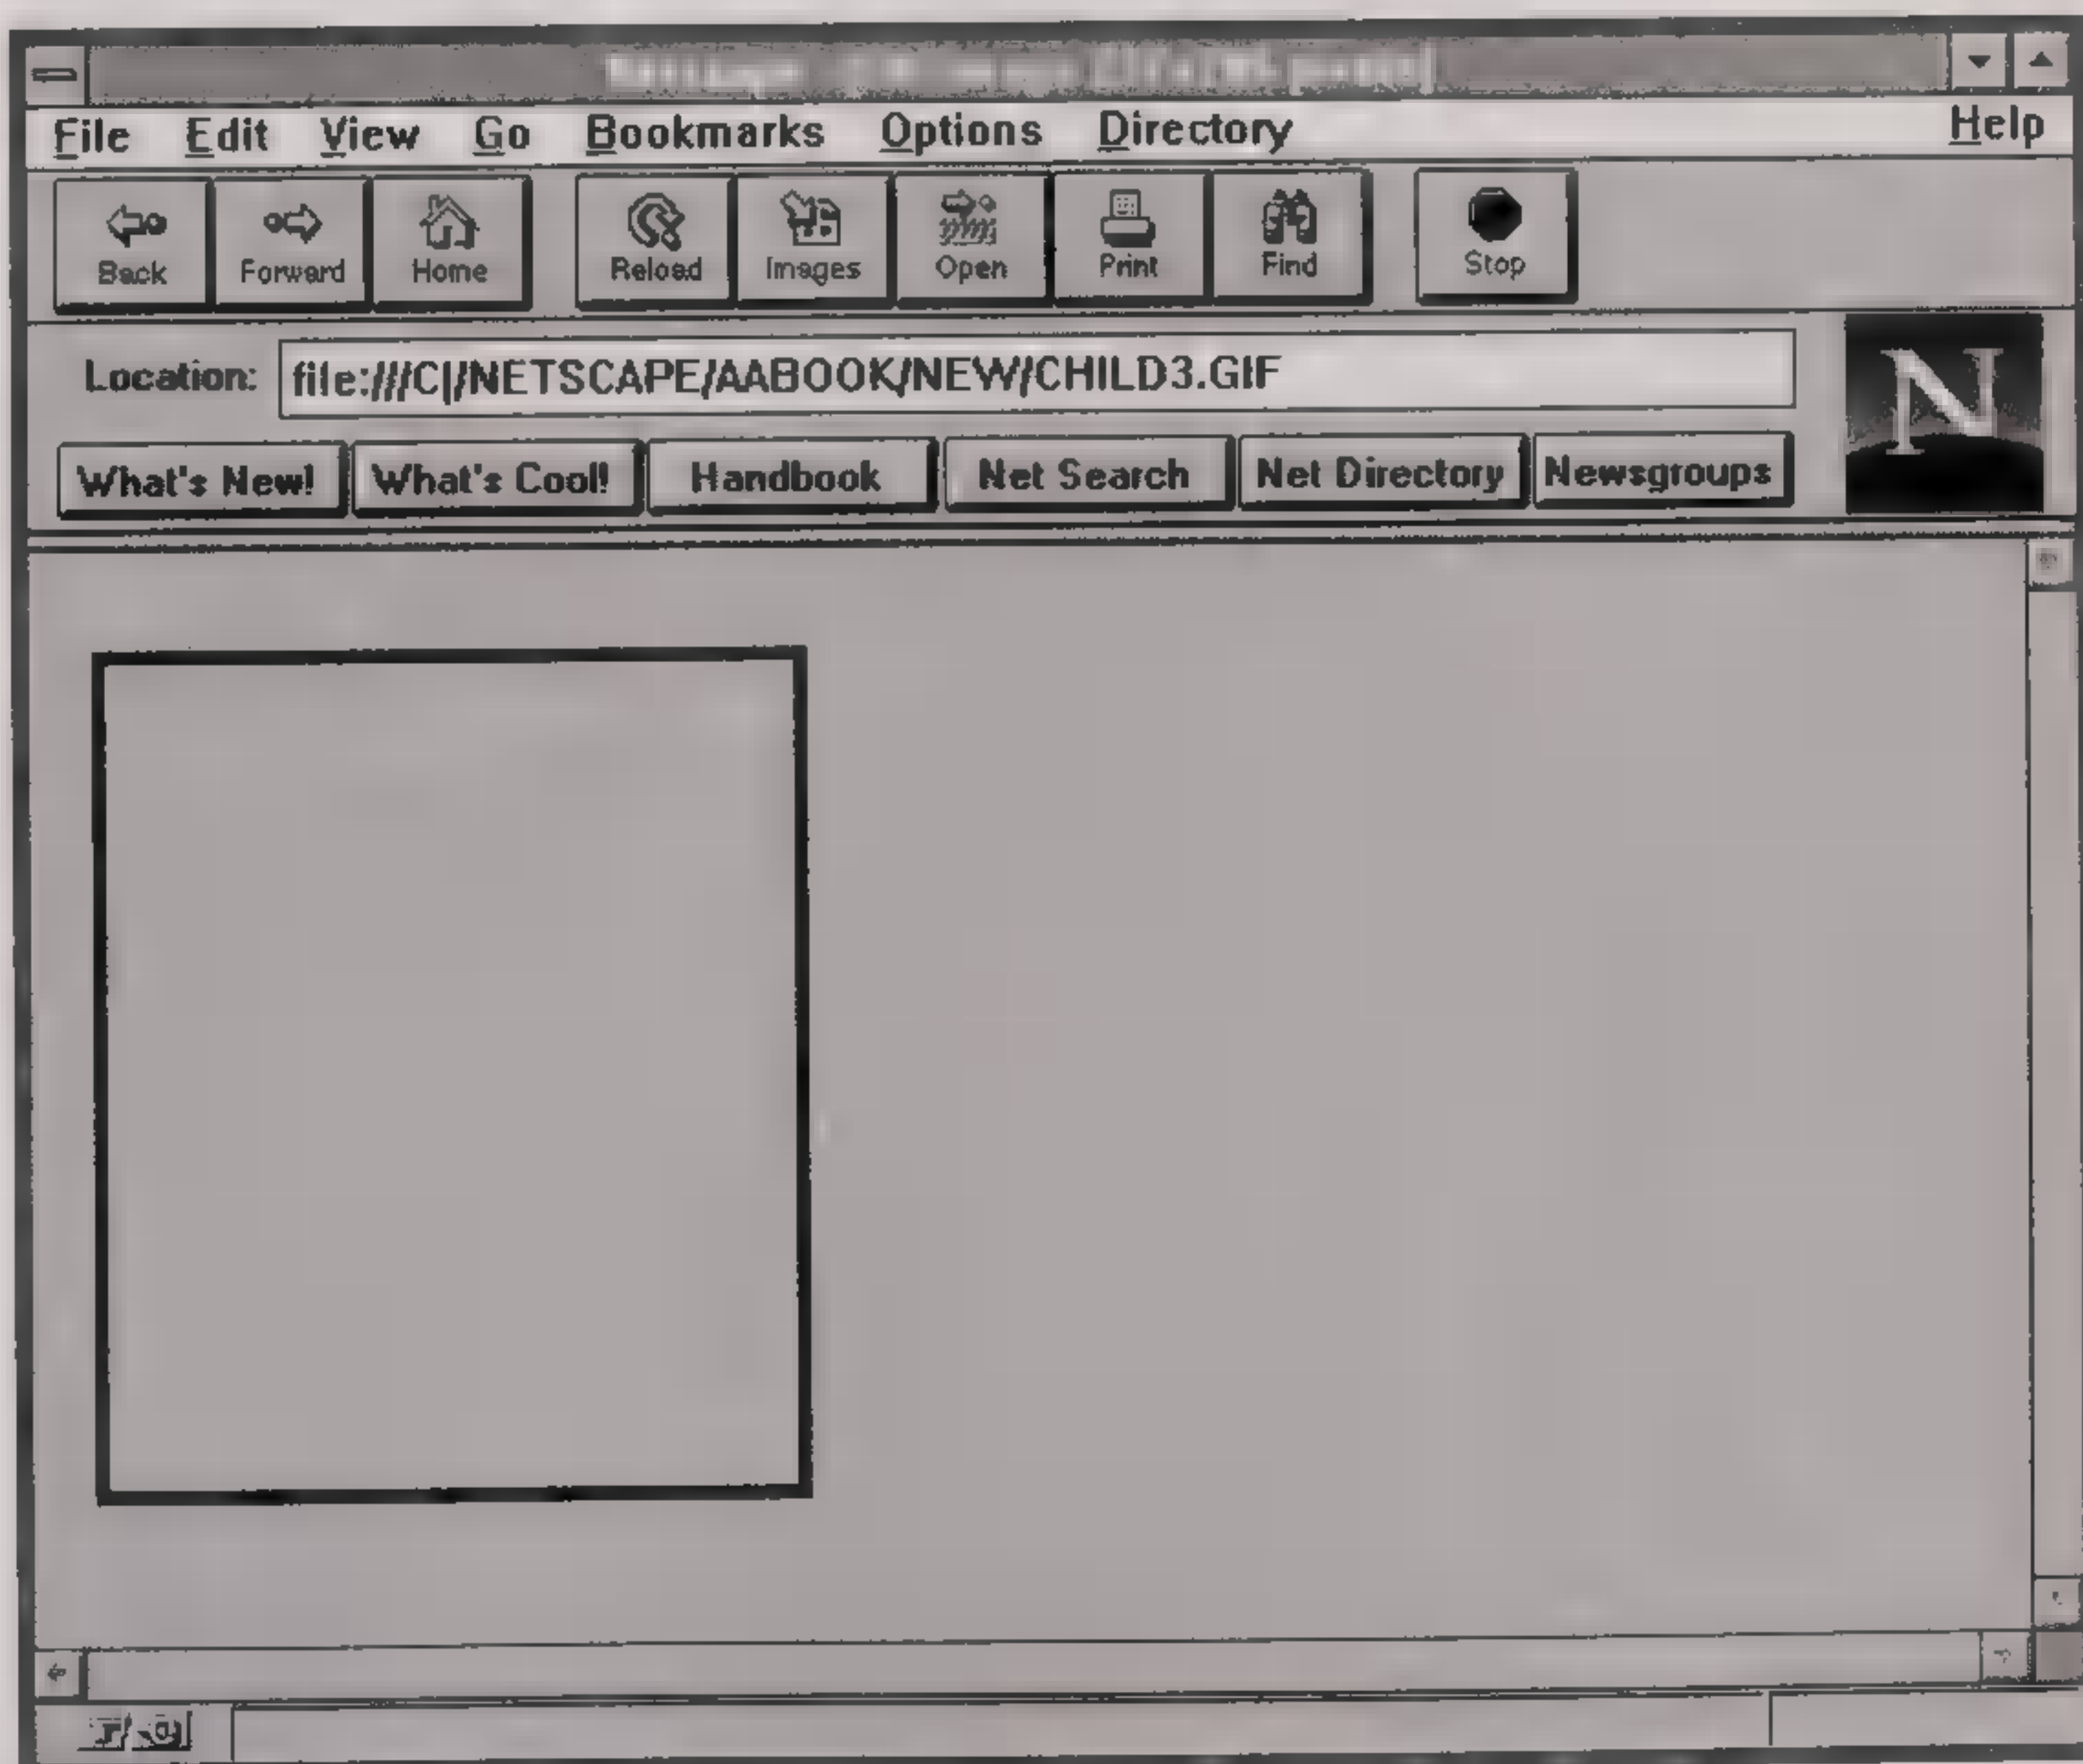 File Edit View Go Bookmarks Options Directory Help
Back Forward Home Reload Images Open Print Find Stop
Location: file:///C|/NETSCAPE/AABOOK/NEW/CHILD3.GIF
N
What's New! What's Cool! Handbook Net Search Net Directory Newsgroups